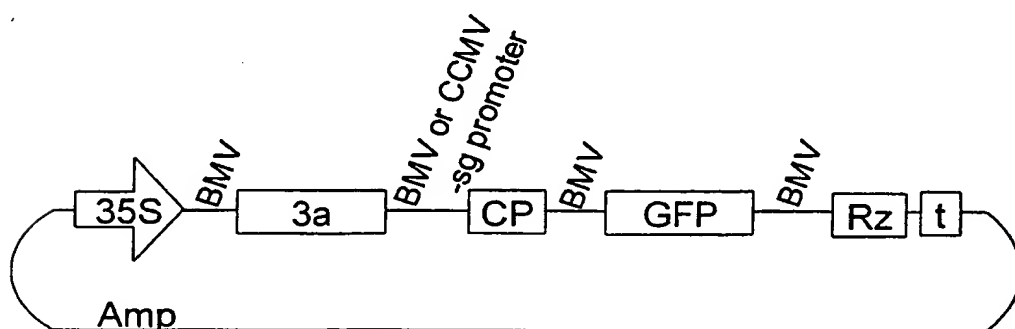 BMV or CCMV
-sg promoter
BMV
BMV
BMV
35S
3a
CP
GFP
Rz
t
Amp